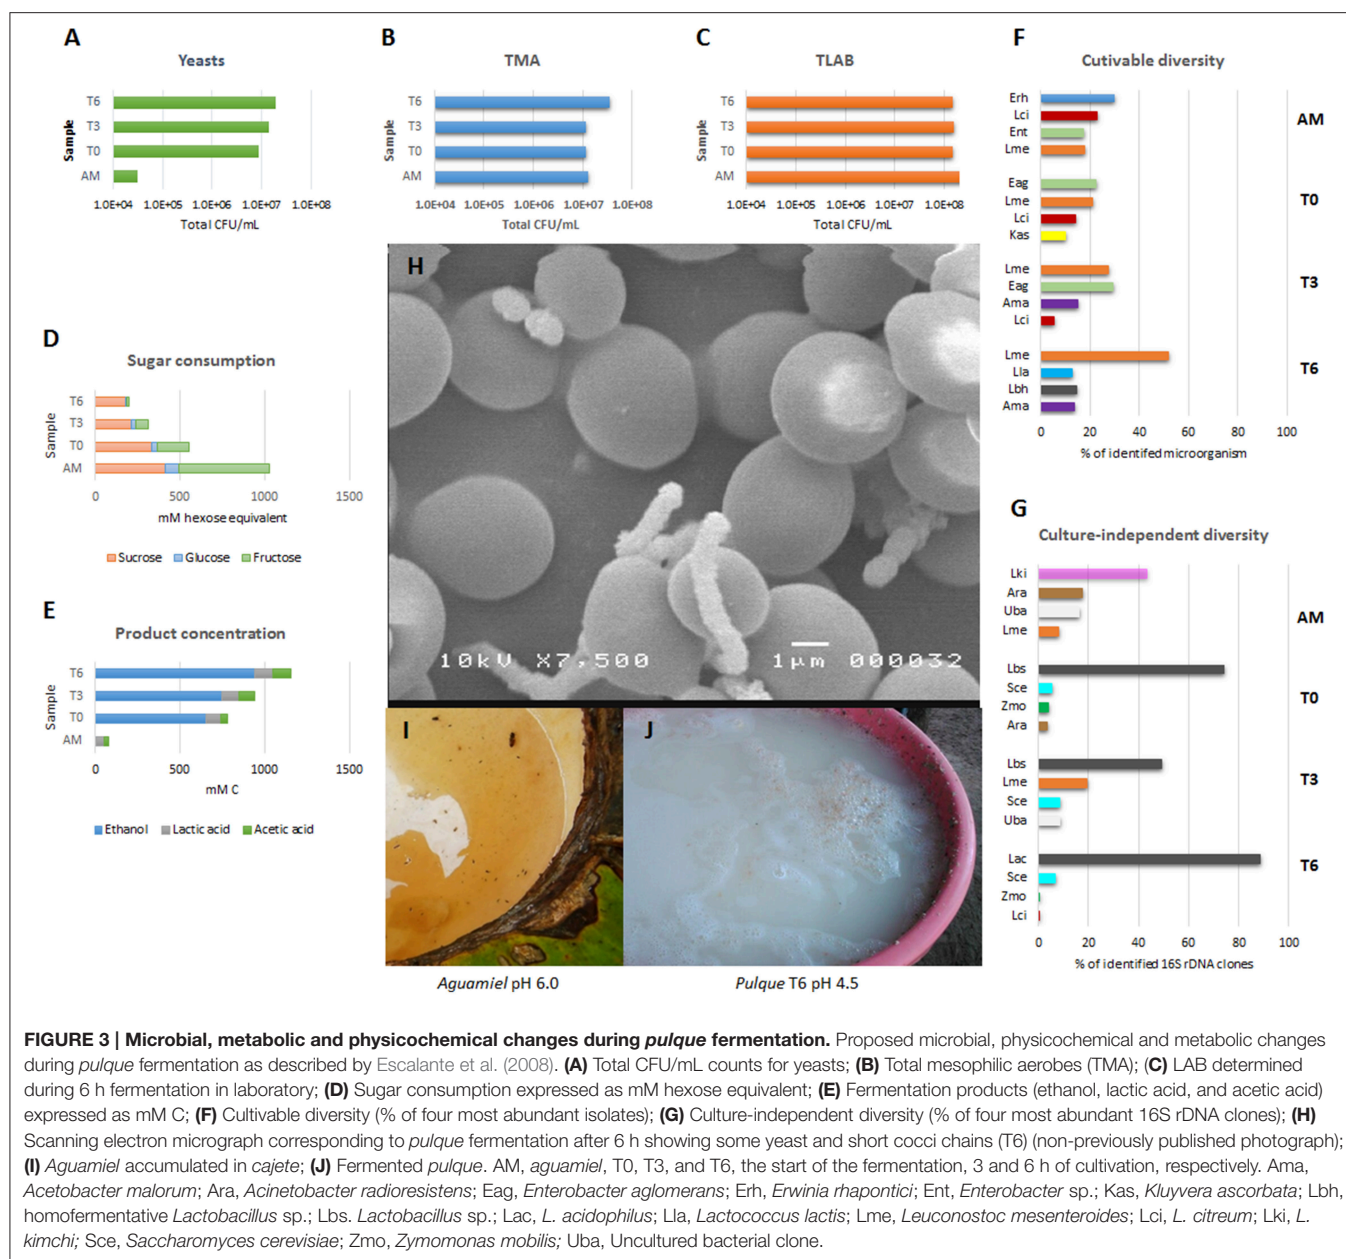 A
Yeasts
T6
T3
T0
AM
Sample
1.0E+04 1.0E+05 1.0E+06 1.0E+07 1.0E+08
Total CFU/mL
B
TMA
T6
T3
T0
AM
Sample
1.0E+04 1.0E+05 1.0E+06 1.0E+07 1.0E+08
Total CFU/mL
C
TLAB
T6
T3
T0
AM
Sample
1.0E+04 1.0E+05 1.0E+06 1.0E+07 1.0E+08
Total CFU/mL
D
Sugar consumption
T6
T3
T0
AM
Sample
0 500 1000 1500
mM hexose equivalent
Sucrose Glucose Fructose
E
Product concentration
T6
T3
T0
AM
Sample
0 500 1000 1500
mM C
Ethanol Lactic acid Acetic acid
F
Cutivable diversity
Erh
Lci
Ent
Lme
AM
Eag
Lme
Lci
Kas
T0
Lme
Eag
Ama
Lci
T3
Lme
Lla
Lbh
Ama
T6
0 20 40 60 80 100
% of identifed microorganism
G
Culture-independent diversity
Lki
Ara
Uba
Lme
AM
Lbs
Sce
Zmo
Ara
T0
Lbs
Lme
Sce
Uba
T3
Lac
Sce
Zmo
Lci
T6
0 20 40 60 80 100
% of identified 16S rDNA clones
H
10kV X7,500 1µm 000032
I
Aguamiel pH 6.0
J
Pulque T6 pH 4.5
FIGURE 3 | Microbial, metabolic and physicochemical changes during pulque fermentation. Proposed microbial, physicochemical and metabolic changes
during pulque fermentation as described by Escalante et al. (2008). (A) Total CFU/mL counts for yeasts; (B) Total mesophilic aerobes (TMA); (C) LAB determined
during 6 h fermentation in laboratory; (D) Sugar consumption expressed as mM hexose equivalent; (E) Fermentation products (ethanol, lactic acid, and acetic acid)
expressed as mM C; (F) Cultivable diversity (% of four most abundant isolates); (G) Culture-independent diversity (% of four most abundant 16S rDNA clones); (H)
Scanning electron micrograph corresponding to pulque fermentation after 6 h showing some yeast and short cocci chains (T6) (non-previously published photograph);
(I) Aguamiel accumulated in cajete; (J) Fermented pulque. AM, aguamiel, T0, T3, and T6, the start of the fermentation, 3 and 6 h of cultivation, respectively. Ama,
Acetobacter malorum; Ara, Acinetobacter radioresistens; Eag, Enterobacter aglomerans; Erh, Erwinia rhapontici; Ent, Enterobacter sp.; Kas, Kluyvera ascorbata; Lbh,
homofermentative Lactobacillus sp.; Lbs. Lactobacillus sp.; Lac, L. acidophilus; Lla, Lactococcus lactis; Lme, Leuconostoc mesenteroides; Lci, L. citreum; Lki, L.
kimchi; Sce, Saccharomyces cerevisiae; Zmo, Zymomonas mobilis; Uba, Uncultured bacterial clone.